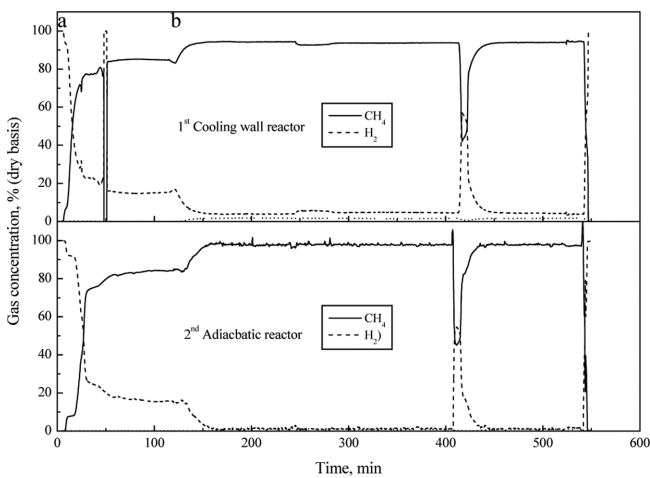 a b
100
80
60
40
20
0
1st Cooling wall reactor
CH4
H2
100
80
60
40
20
0
2nd Adiacbatic reactor
CH4
H2)
0 100 200 300 400 500 600
Time, min
Gas concentration, % (dry basis)